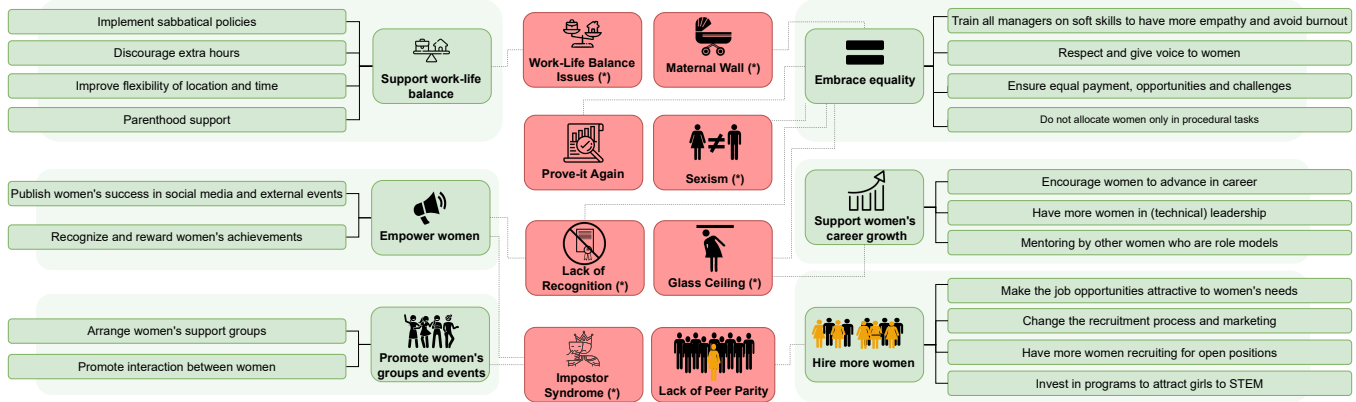 Implement sabbatical policies
Discourage extra hours
Improve flexibility of location and time
Parenthood support
Support work-life
balance
Work-Life Balance
Issues (*)
Maternal Wall (*)
Embrace equality
Train all managers on soft skills to have more empathy and avoid burnout
Respect and give voice to women
Ensure equal payment, opportunities and challenges
Do not allocate women only in procedural tasks
Prove-it Again
Sexism (*)
Publish women's success in social media and external events
Recognize and reward women's achievements
Empower women
Lack of
Recognition (*)
Glass Ceiling (*)
Support women's
career growth
Encourage women to advance in career
Have more women in (technical) leadership
Mentoring by other women who are role models
Arrange women's support groups
Promote interaction between women
Promote women's
groups and events
Impostor
Syndrome (*)
Lack of Peer Parity
Hire more women
Make the job opportunities attractive to women's needs
Change the recruitment process and marketing
Have more women recruiting for open positions
Invest in programs to attract girls to STEM